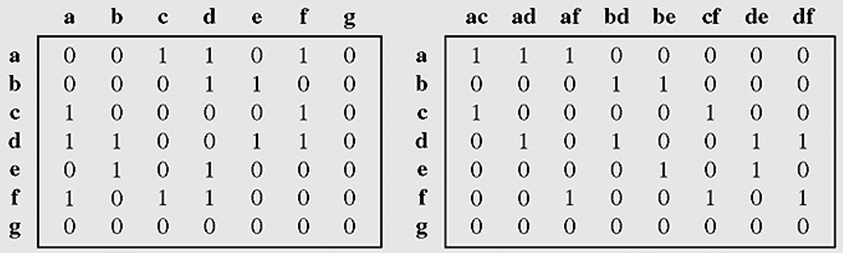 a b c d e f g ac ad af bd be cf de df
a 0 0 1 1 0 1 0 a 1 1 1 0 0 0 0 0
b 0 0 0 1 1 0 0 b 0 0 0 1 1 0 0 0
c 1 0 0 0 0 1 0 c 1 0 0 0 0 1 0 0
d 1 1 0 0 1 1 0 d 0 1 0 1 0 0 1 1
e 0 1 0 1 0 0 0 e 0 0 0 0 1 0 1 0
f 1 0 1 1 0 0 0 f 0 0 1 0 0 1 0 1
g 0 0 0 0 0 0 0 g 0 0 0 0 0 0 0 0